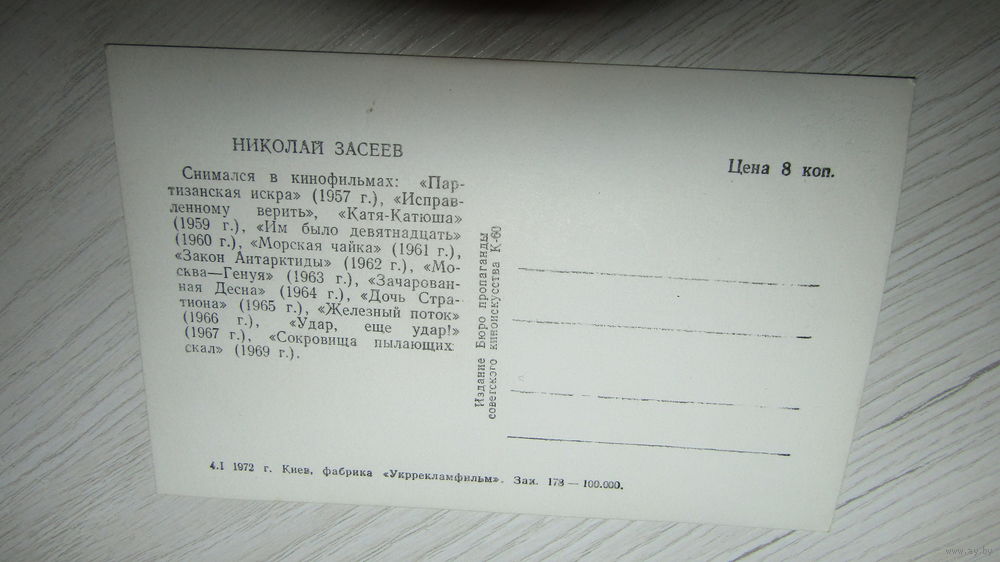 НИКОЛАЙ ЗАСЕЕВ
Снимался в кинофильмах: «Пар-
тизанская искра» (1957 г.), «Исправ-
ленному верить», «Катя-Катюша»
(1959 г.), «Им было девятнадцать»
(1960 г.), «Морская чайка» (1961 г.),
«Закон Антарктиды» (1962 г.), «Мо-
сква—Генуя» (1963 г.), «Зачарован-
ная Десна» (1964 г.), «Дочь Стра-
тиона» (1965 г.), «Железный поток»
(1966 г.), «Удар, еще удар!»
(1967 г.), «Сокровища пылающих
скал» (1969 г.).
Издание Бюро пропаганды
советского киноискусства К-60
Цена 8 коп.
4.I 1972 г. Киев, фабрика «Укррекламфильм». Зак. 178 — 100.000.
www.ay.by